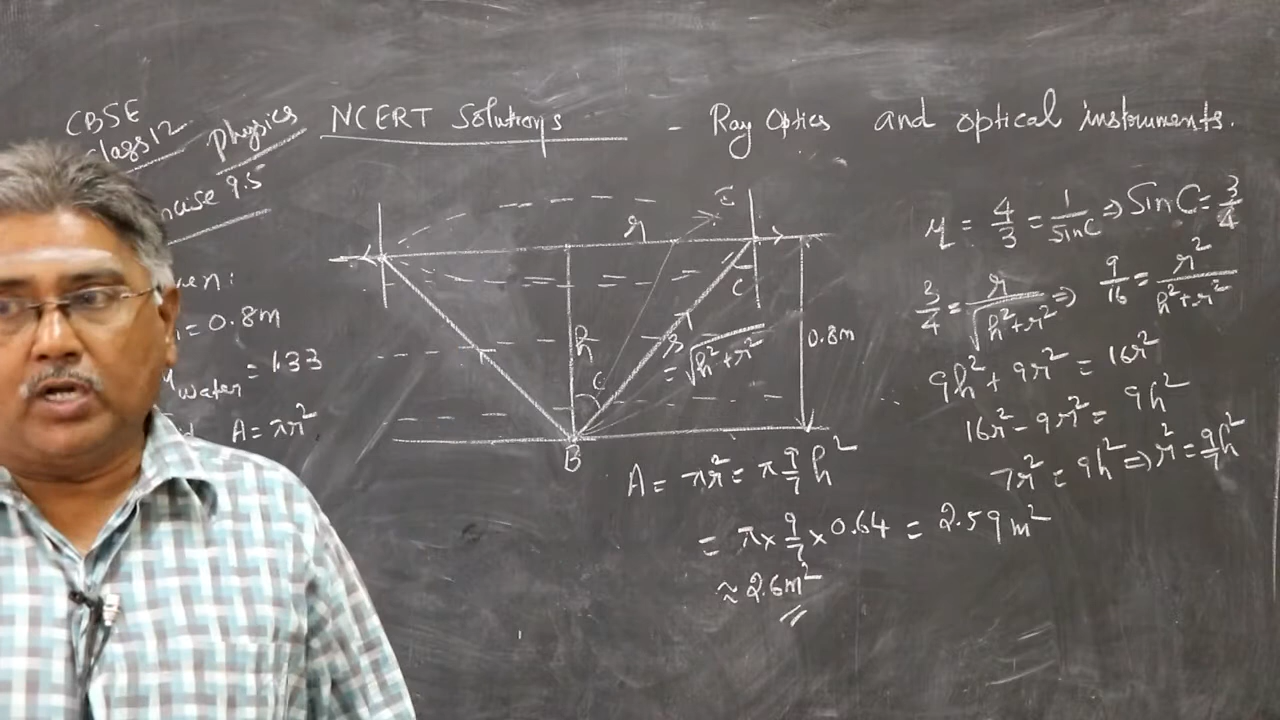 CBSE
Class 12 Physics
NCERT Solutions - Ray Optics and optical instruments.
9.5
= 0.8m
water = 1.33
A = πr²
r
C
h
C
= √h²+r²
0.8m
B
μ = 4/3 = 1/SinC ⇒ SinC = 3/4
3/4 = r/√h²+r² ⇒ 9/16 = r²/h²+r²
9h² + 9r² = 16r²
16r² - 9r² = 9h²
7r² = 9h² ⇒ r² = 9/7 h²
A = πr² = π 9/7 h²
= π × 9/7 × 0.64 = 2.59 m²
≈ 2.6m²